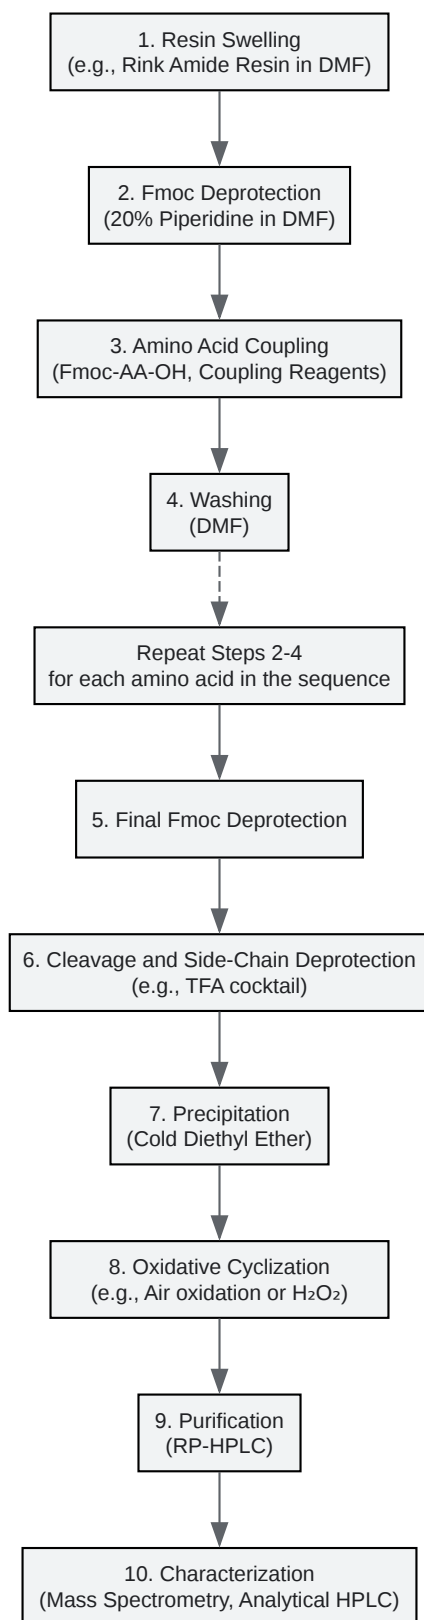 1. Resin Swelling
(e.g., Rink Amide Resin in DMF)
2. Fmoc Deprotection
(20% Piperidine in DMF)
3. Amino Acid Coupling
(Fmoc-AA-OH, Coupling Reagents)
4. Washing
(DMF)
Repeat Steps 2-4
for each amino acid in the sequence
5. Final Fmoc Deprotection
6. Cleavage and Side-Chain Deprotection
(e.g., TFA cocktail)
7. Precipitation
(Cold Diethyl Ether)
8. Oxidative Cyclization
(e.g., Air oxidation or H₂O₂)
9. Purification
(RP-HPLC)
10. Characterization
(Mass Spectrometry, Analytical HPLC)